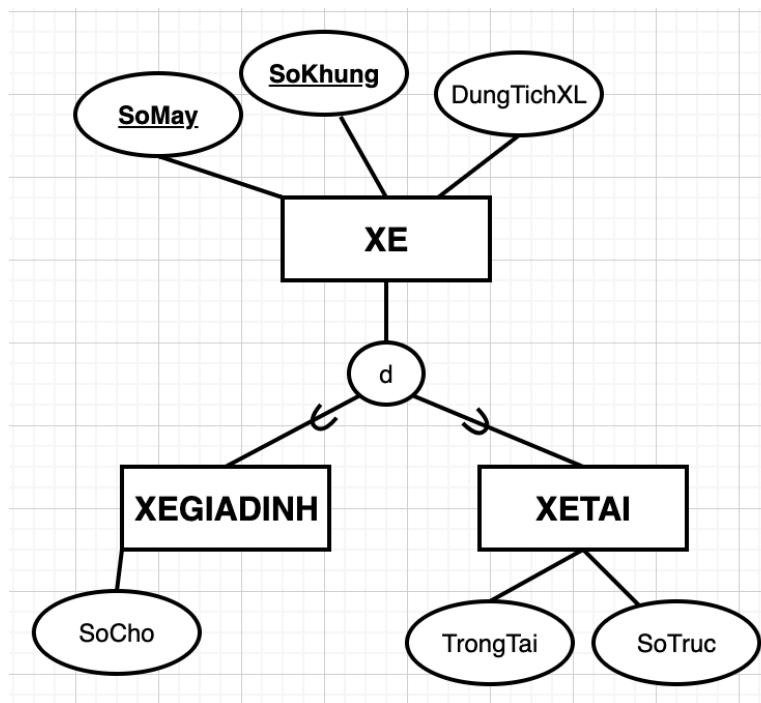 SoKhung
DungTichXL
SoMay
XE
d
XEGIADINH
XETAI
SoCho
TrongTai
SoTruc